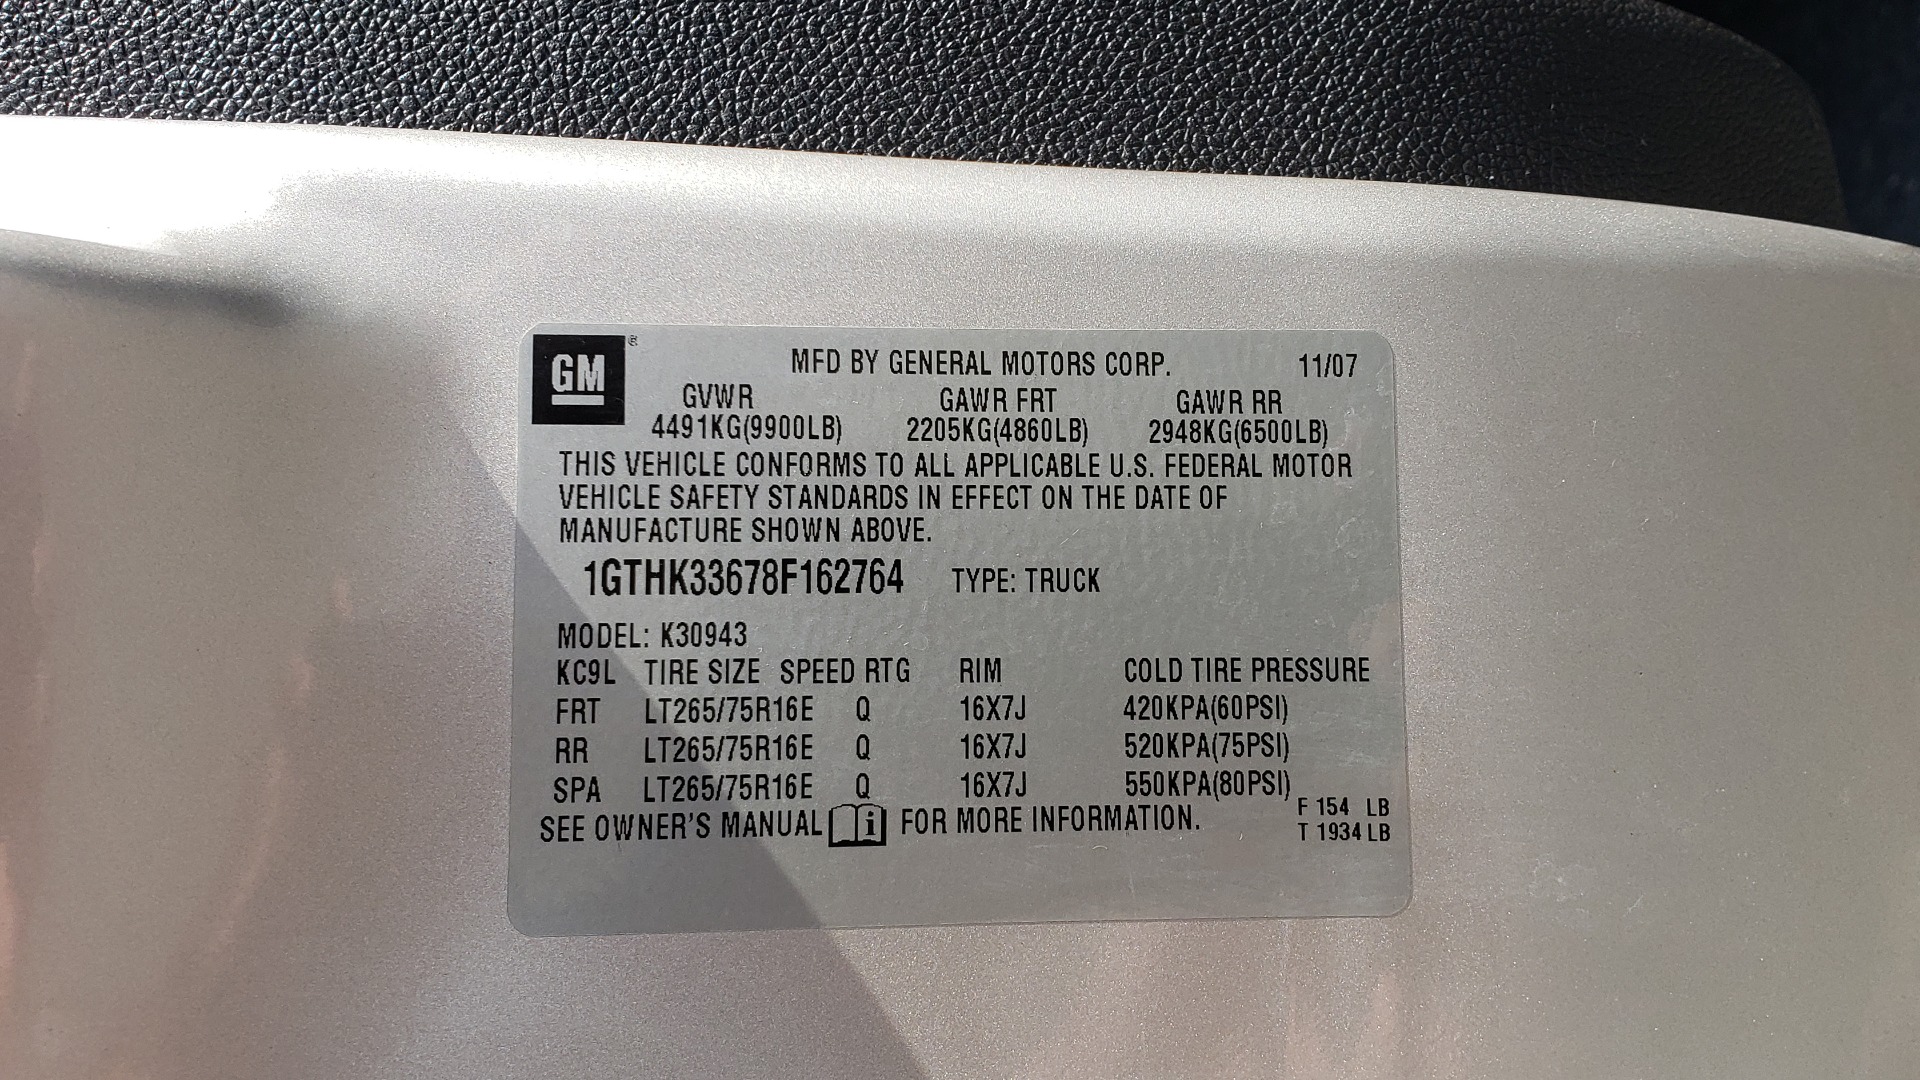 GM ®
MFD BY GENERAL MOTORS CORP. 11/07
GVWR GAWR FRT GAWR RR
4491KG(9900LB) 2205KG(4860LB) 2948KG(6500LB)
THIS VEHICLE CONFORMS TO ALL APPLICABLE U.S. FEDERAL MOTOR
VEHICLE SAFETY STANDARDS IN EFFECT ON THE DATE OF
MANUFACTURE SHOWN ABOVE.
1GTHK33678F162764 TYPE: TRUCK
MODEL: K30943
KC9L TIRE SIZE SPEED RTG RIM COLD TIRE PRESSURE
FRT LT265/75R16E Q 16X7J 420KPA(60PSI)
RR LT265/75R16E Q 16X7J 520KPA(75PSI)
SPA LT265/75R16E Q 16X7J 550KPA(80PSI)
SEE OWNER'S MANUAL i FOR MORE INFORMATION.
F 154 LB
T 1934 LB